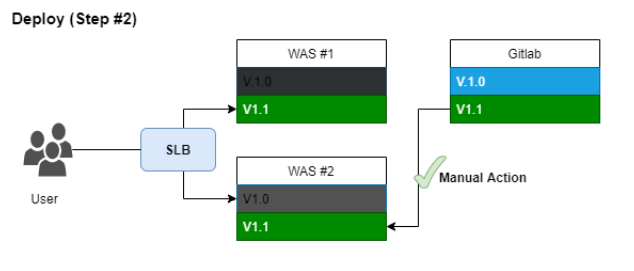 Deploy (Step #2)
WAS #1
Gitlab
V.1.0
V.1.0
V1.1
V1.1
SLB
WAS #2
Manual Action
User
V1.0
V1.1